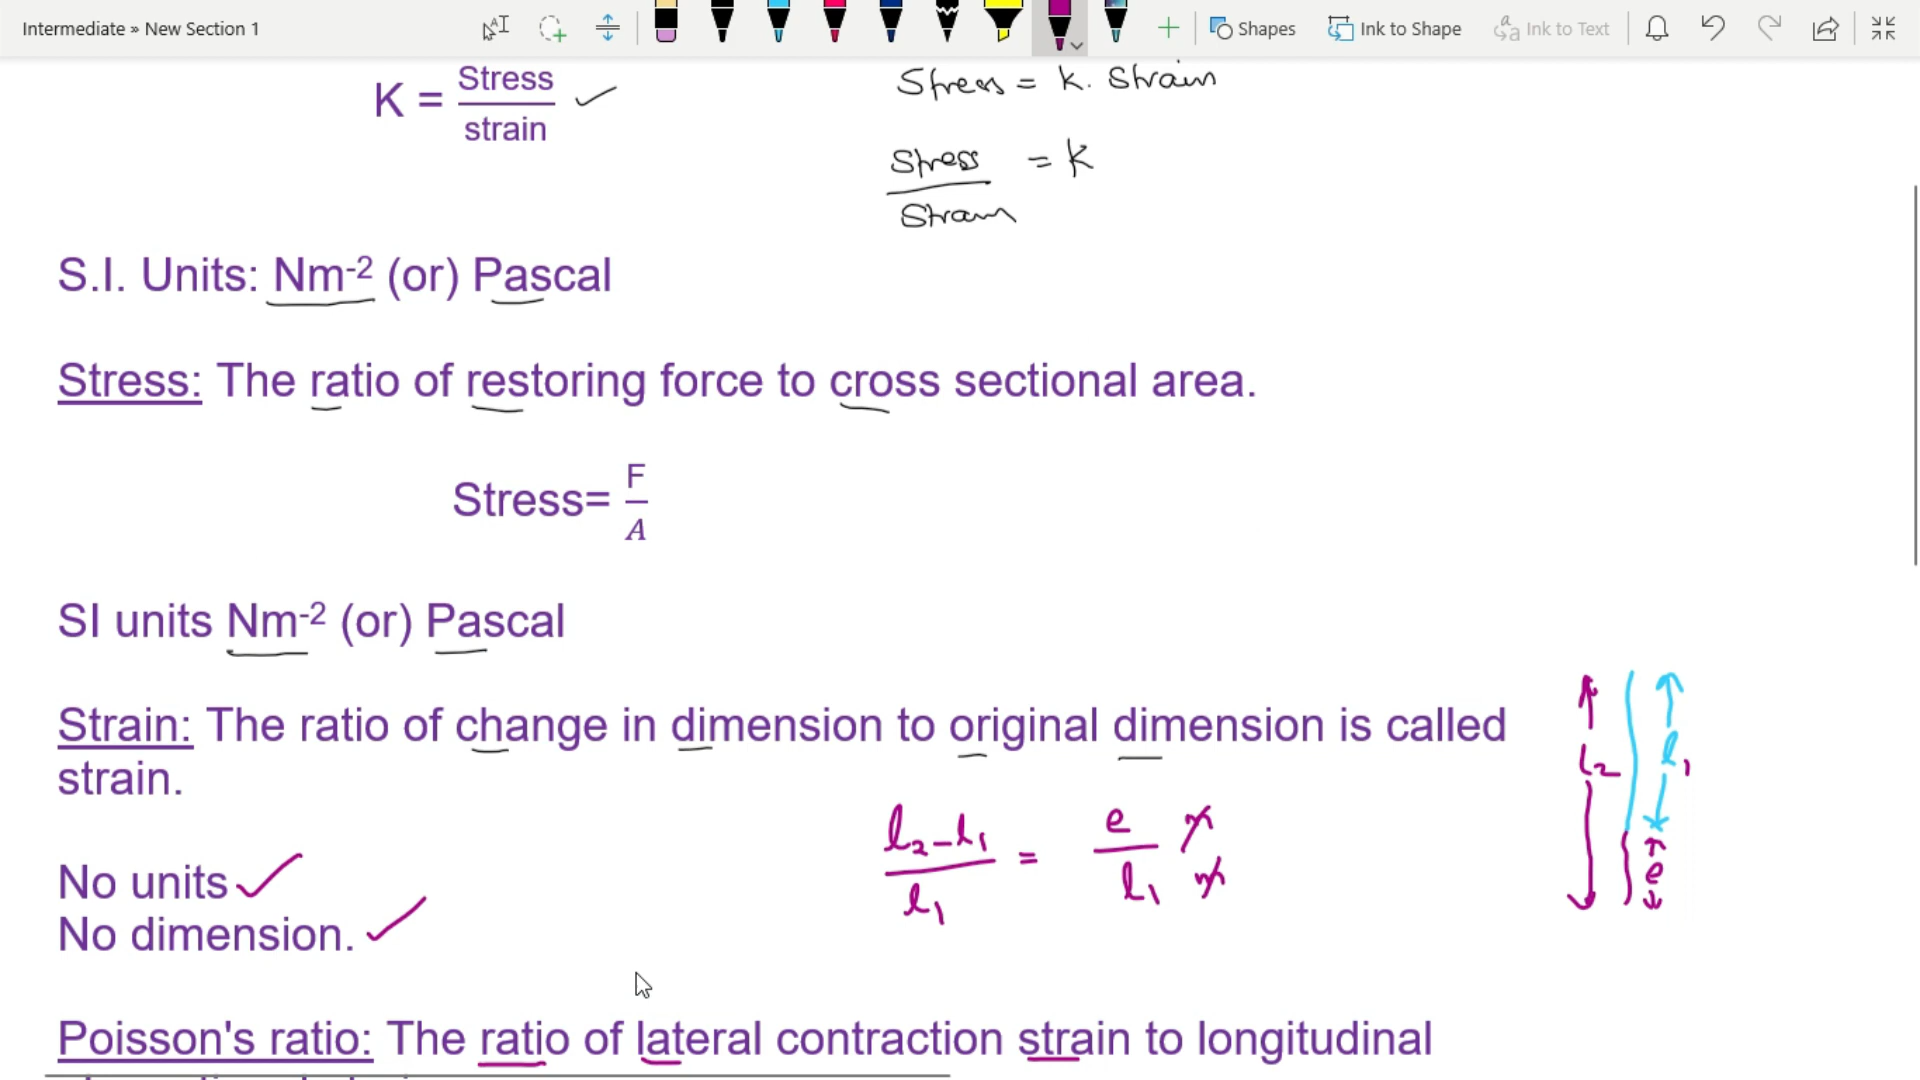 Intermediate » New Section 1
Shapes
Ink to Shape
Ink to Text
K = Stress / strain
Stress = K. Strain
Stress / Strain = K
S.I. Units: Nm⁻² (or) Pascal
Stress: The ratio of restoring force to cross sectional area.
Stress= F / A
SI units Nm⁻² (or) Pascal
Strain: The ratio of change in dimension to original dimension is called
strain.
l₂ l₁
e
l₂-l₁ / l₁ = e / l₁ m / m
No units
No dimension.
Poisson's ratio: The ratio of lateral contraction strain to longitudinal